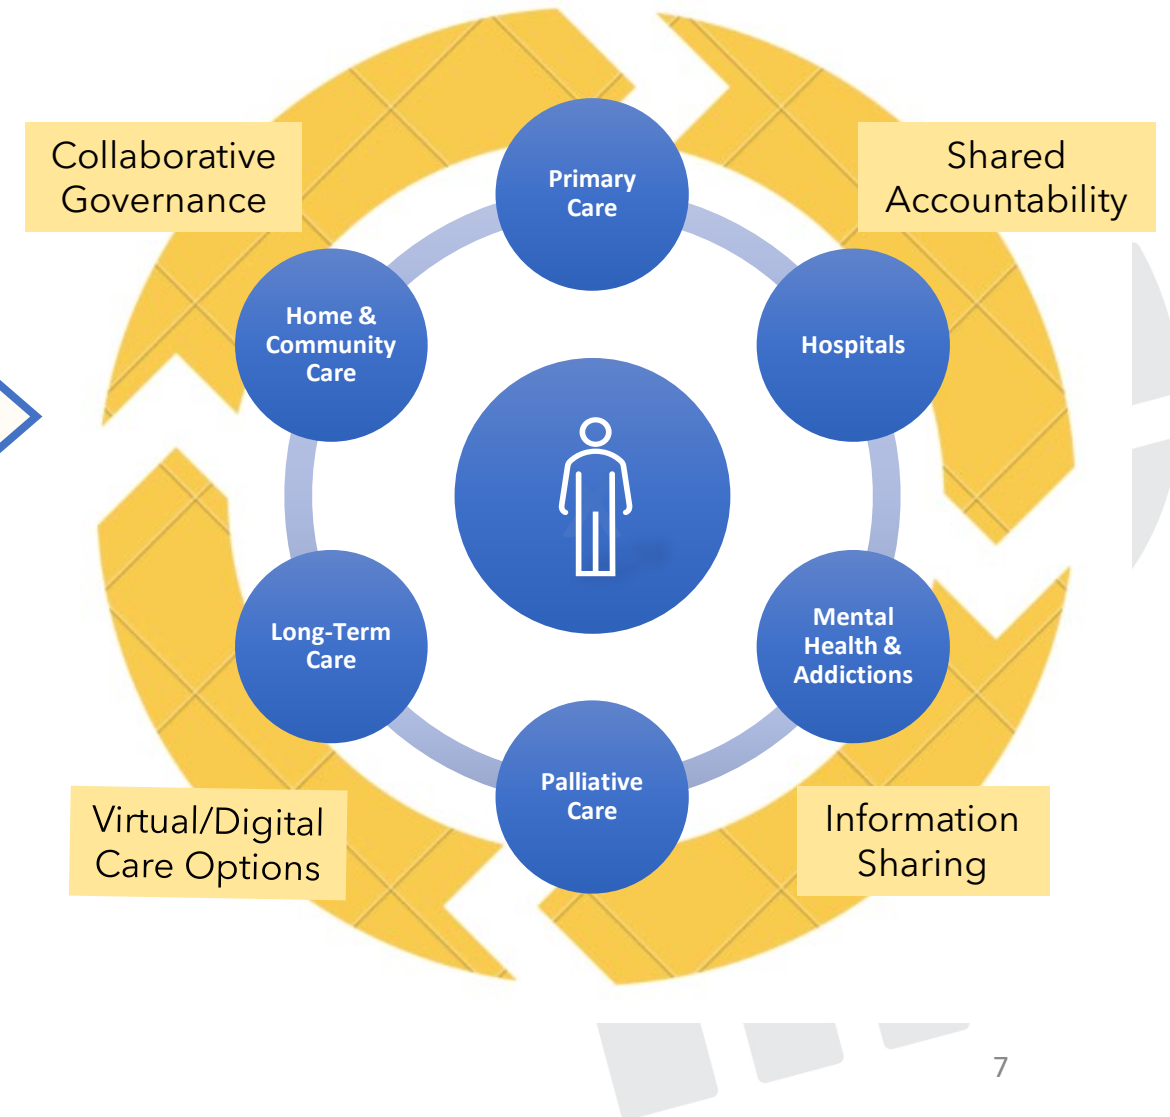 Collaborative
Governance
Shared
Accountability
Primary
Care
Home &
Community
Care
Hospitals
Long-Term
Care
Mental
Health &
Addictions
Palliative
Care
Virtual/Digital
Care Options
Information
Sharing
7